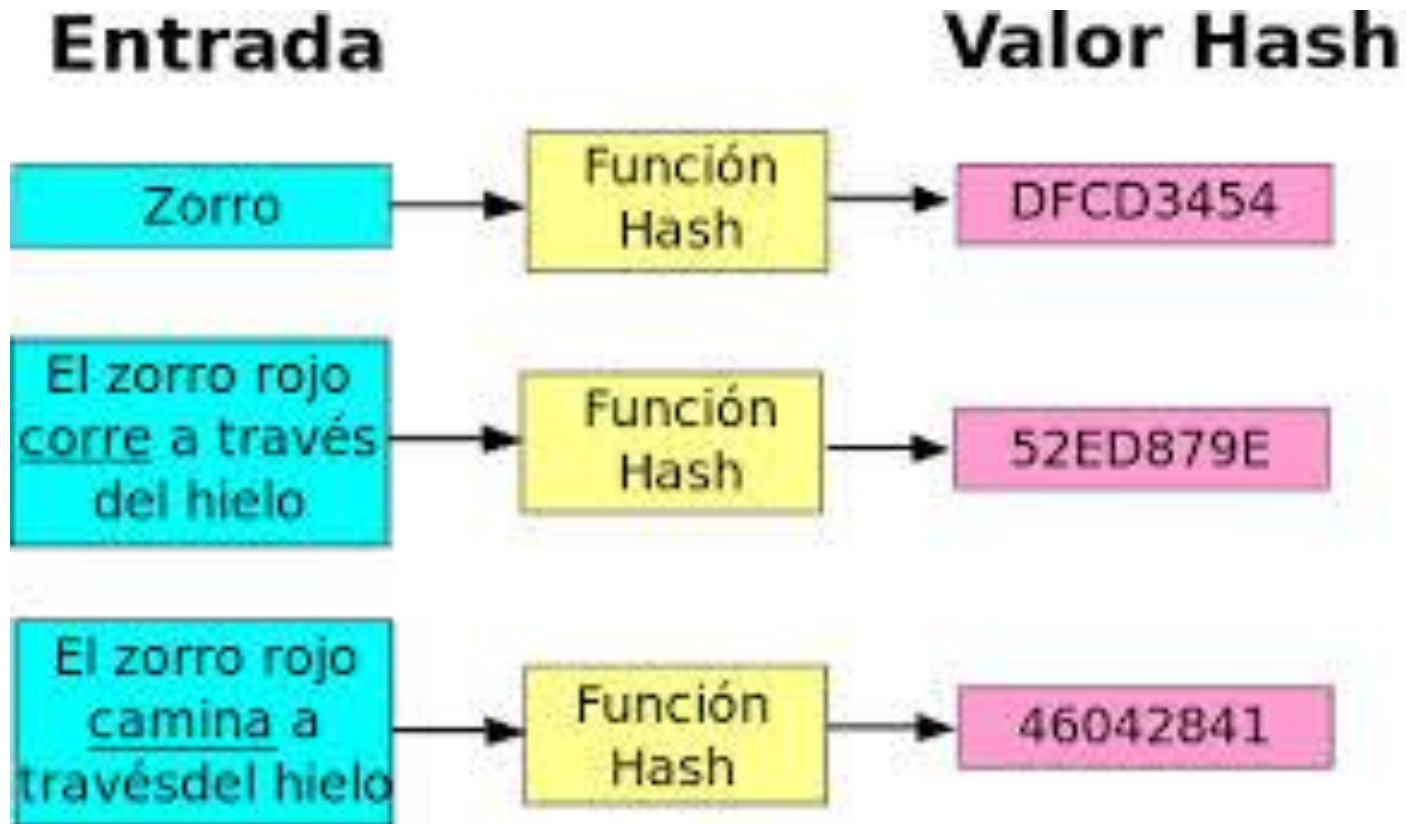 Entrada
Valor Hash
Zorro
Función
Hash
DFCD3454
El zorro rojo
corre a través
del hielo
Función
Hash
52ED879E
El zorro rojo
camina a
travésdel hielo
Función
Hash
46042841